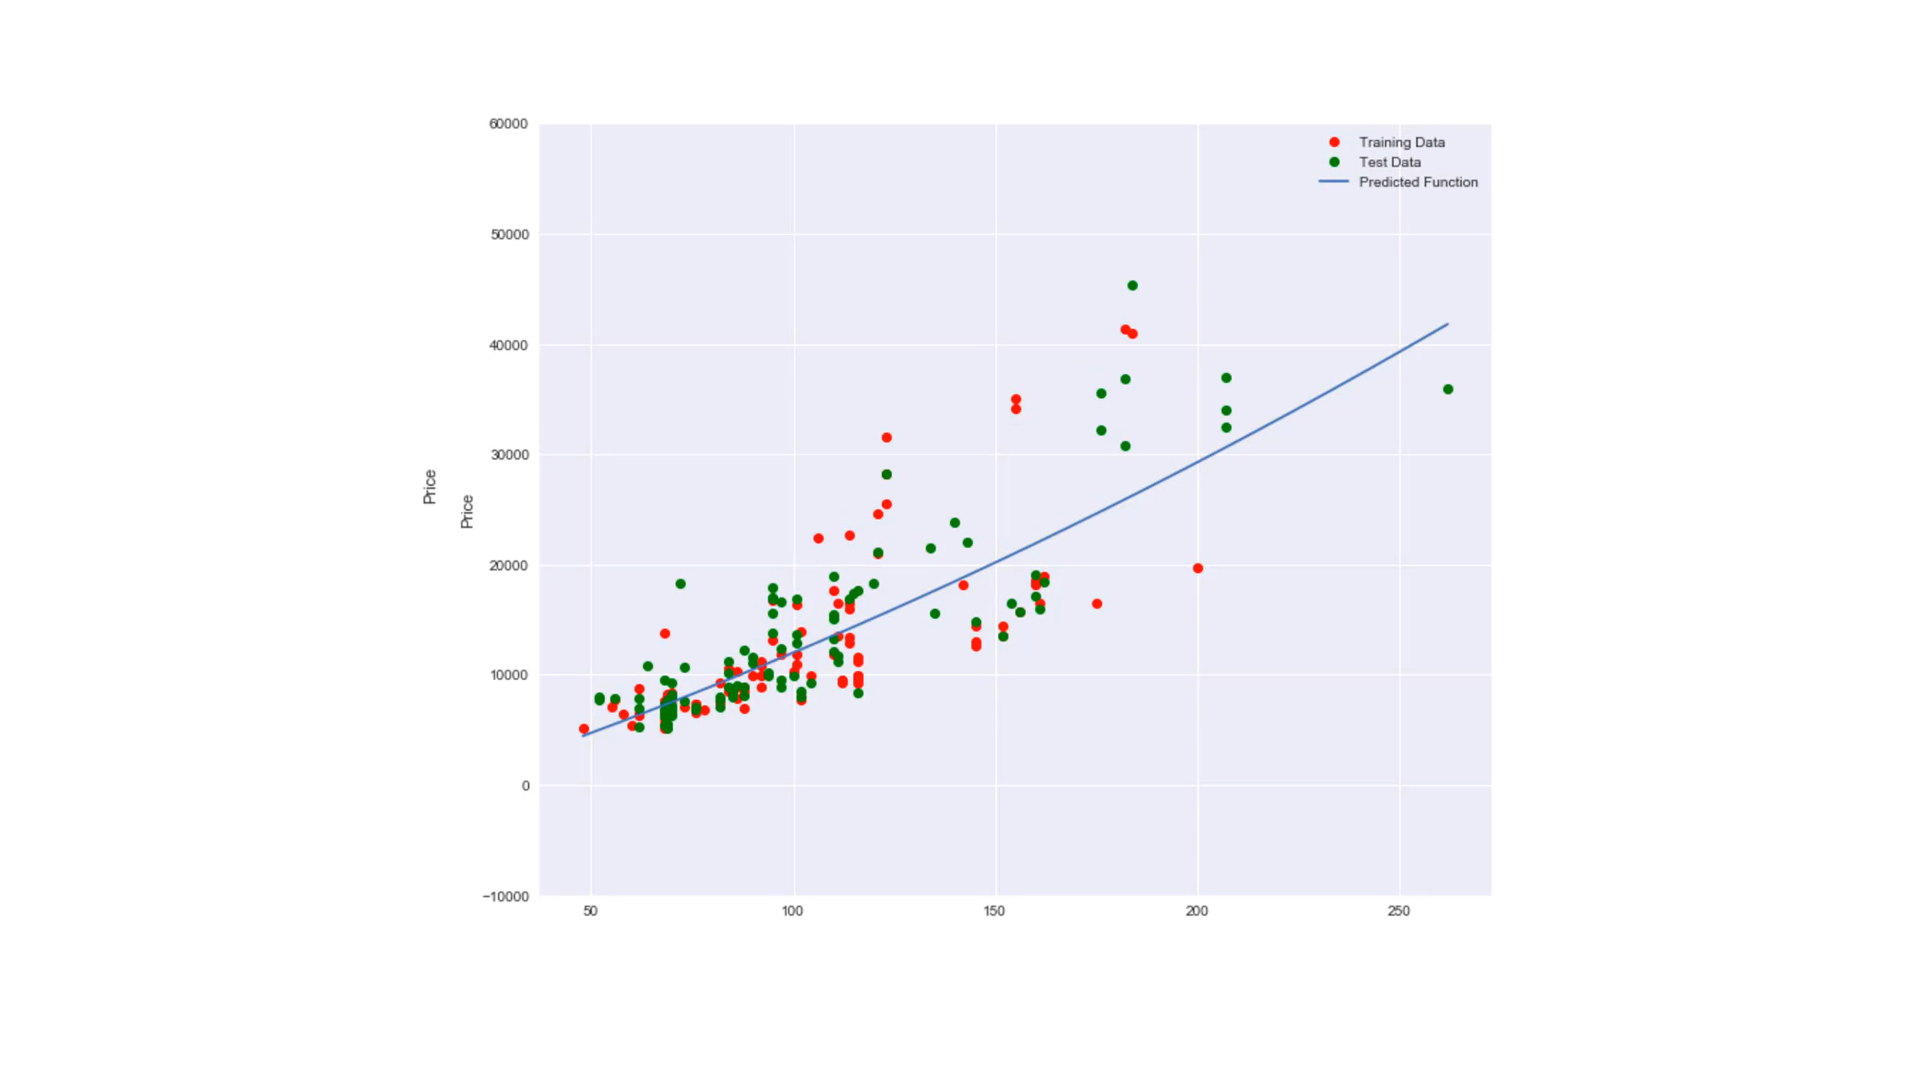 60000
Training Data
Test Data
Predicted Function
50000
40000
30000
Price
Price
20000
10000
0
−10000
50 100 150 200 250